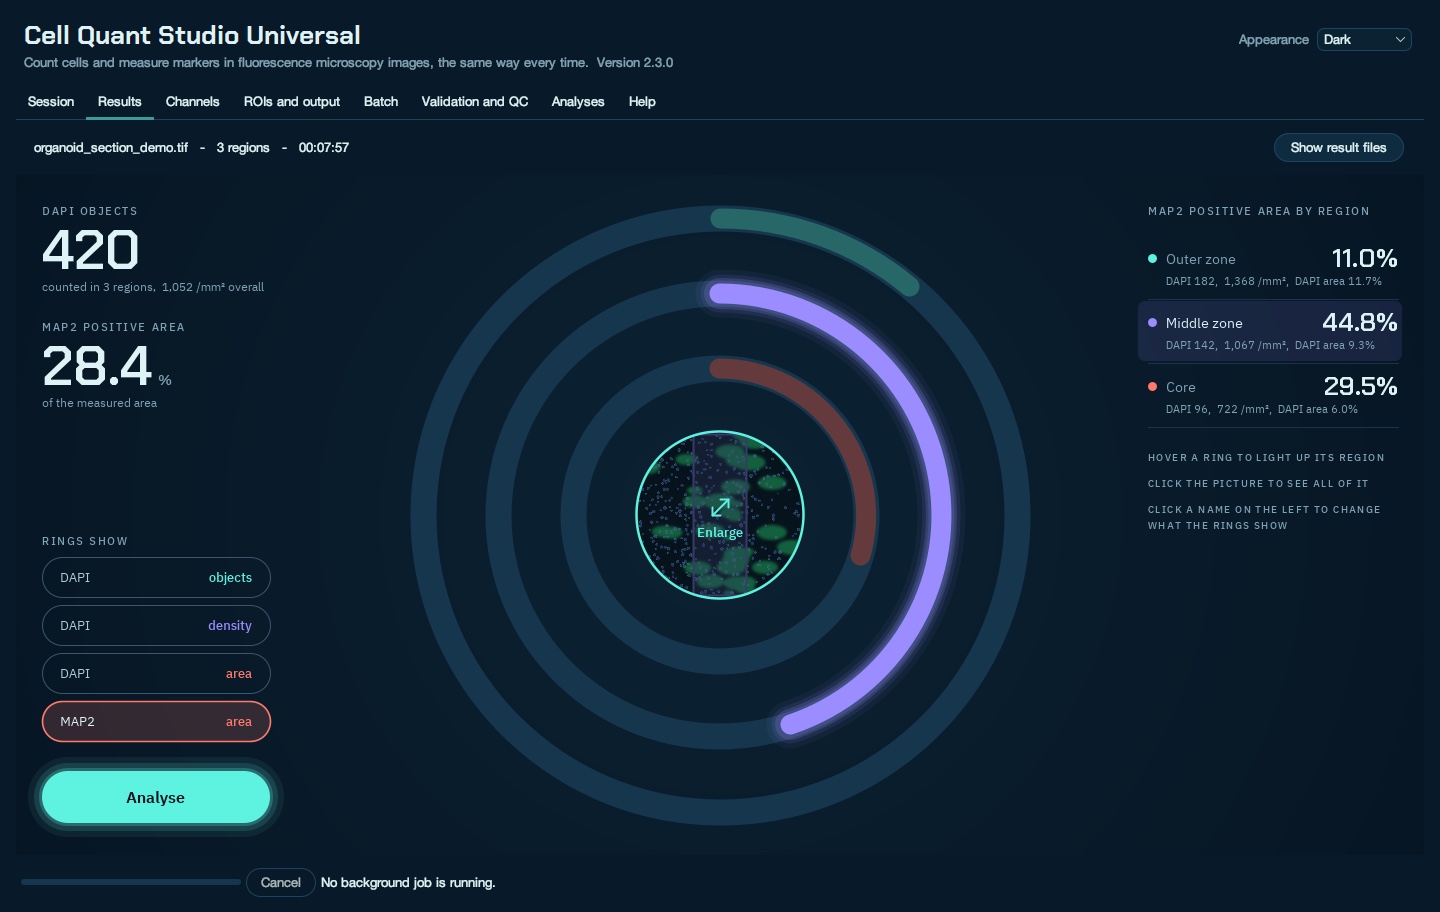 Cell Quant Studio Universal
Count cells and measure markers in fluorescence microscopy images, the same way every time.  Version 2.3.0
Appearance
Dark
Session
Results
Channels
ROIs and output
Batch
Validation and QC
Analyses
Help
organoid_section_demo.tif   -   3 regions   -   00:07:57
Show result files
DAPI OBJECTS
420
counted in 3 regions,  1,052 /mm² overall
MAP2 POSITIVE AREA
28.4 %
of the measured area
RINGS SHOW
DAPI objects
DAPI density
DAPI area
MAP2 area
Analyse
Enlarge
MAP2 POSITIVE AREA BY REGION
Outer zone 11.0%
DAPI 182,  1,368 /mm²,  DAPI area 11.7%
Middle zone 44.8%
DAPI 142,  1,067 /mm²,  DAPI area 9.3%
Core 29.5%
DAPI 96,  722 /mm²,  DAPI area 6.0%
HOVER A RING TO LIGHT UP ITS REGION
CLICK THE PICTURE TO SEE ALL OF IT
CLICK A NAME ON THE LEFT TO CHANGE
WHAT THE RINGS SHOW
Cancel
No background job is running.